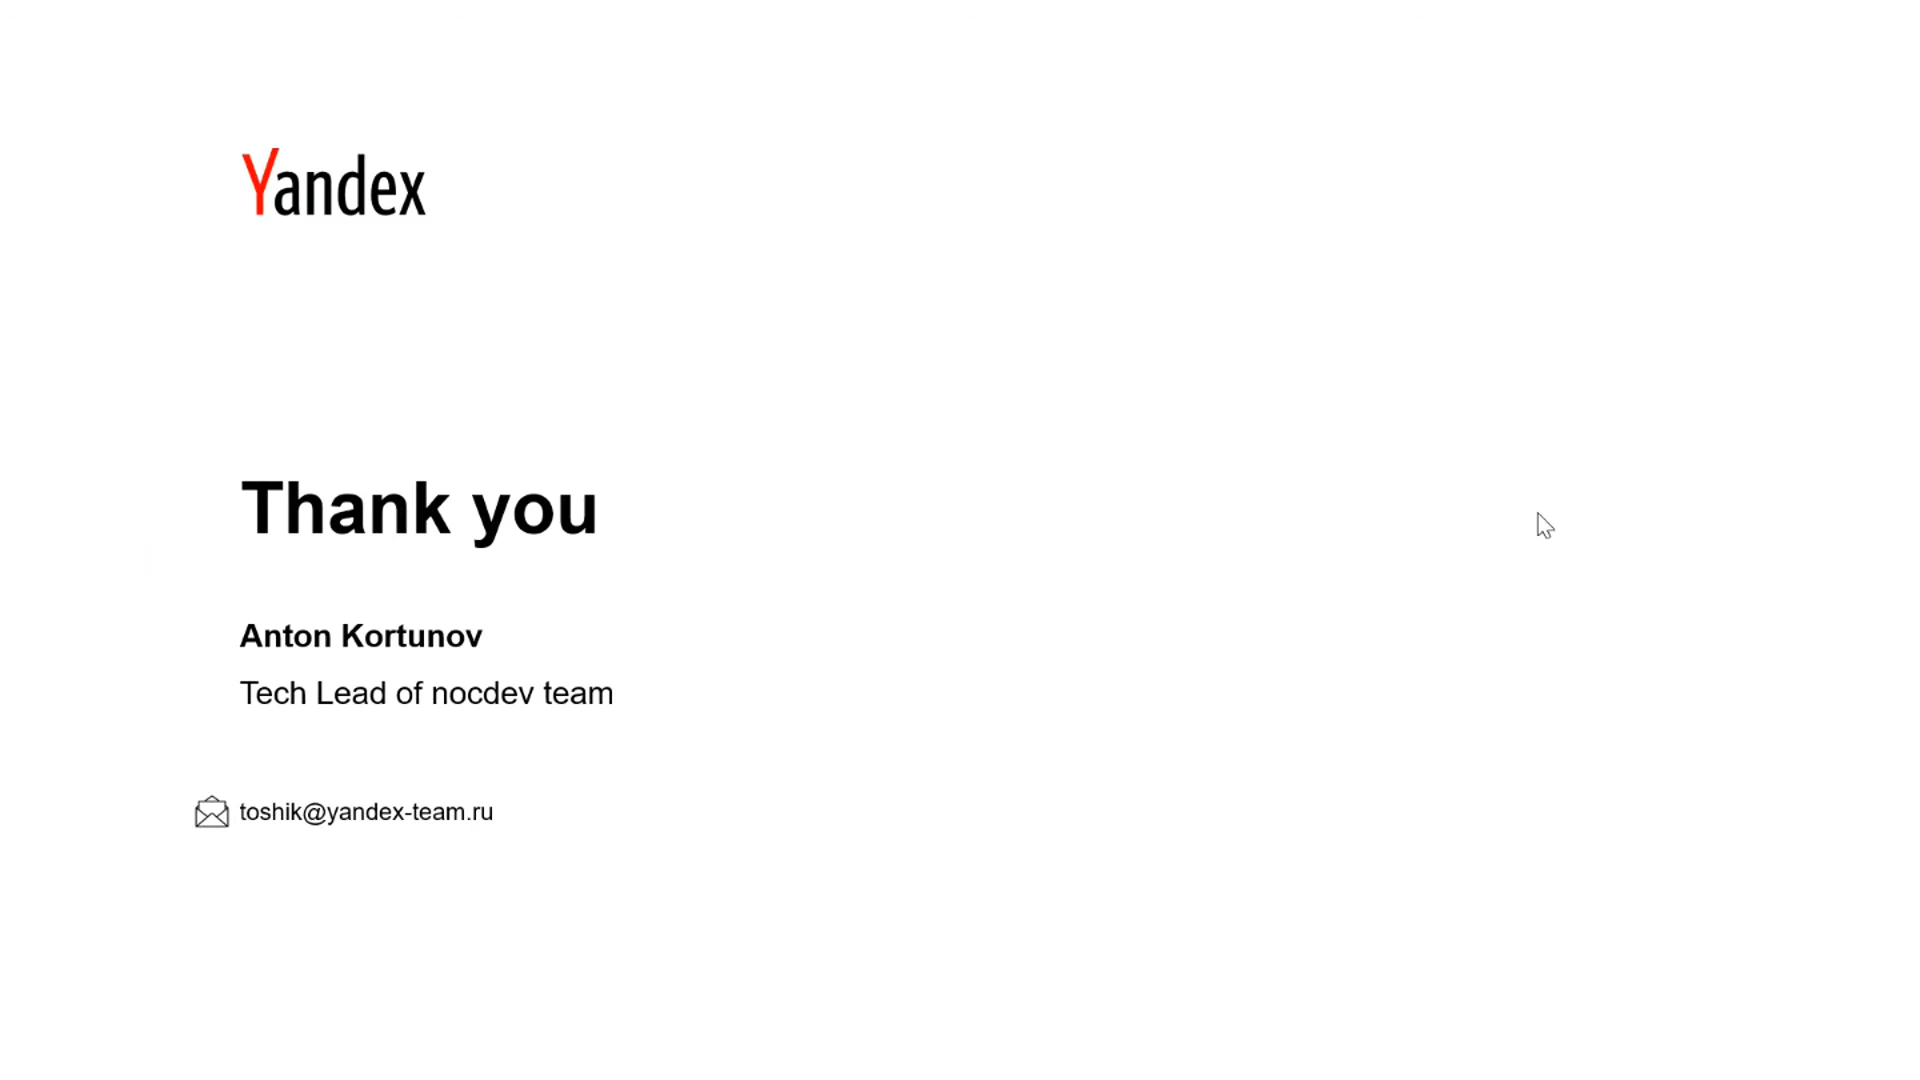 Yandex
Thank you
Anton Kortunov
Tech Lead of nocdev team
toshik@yandex-team.ru